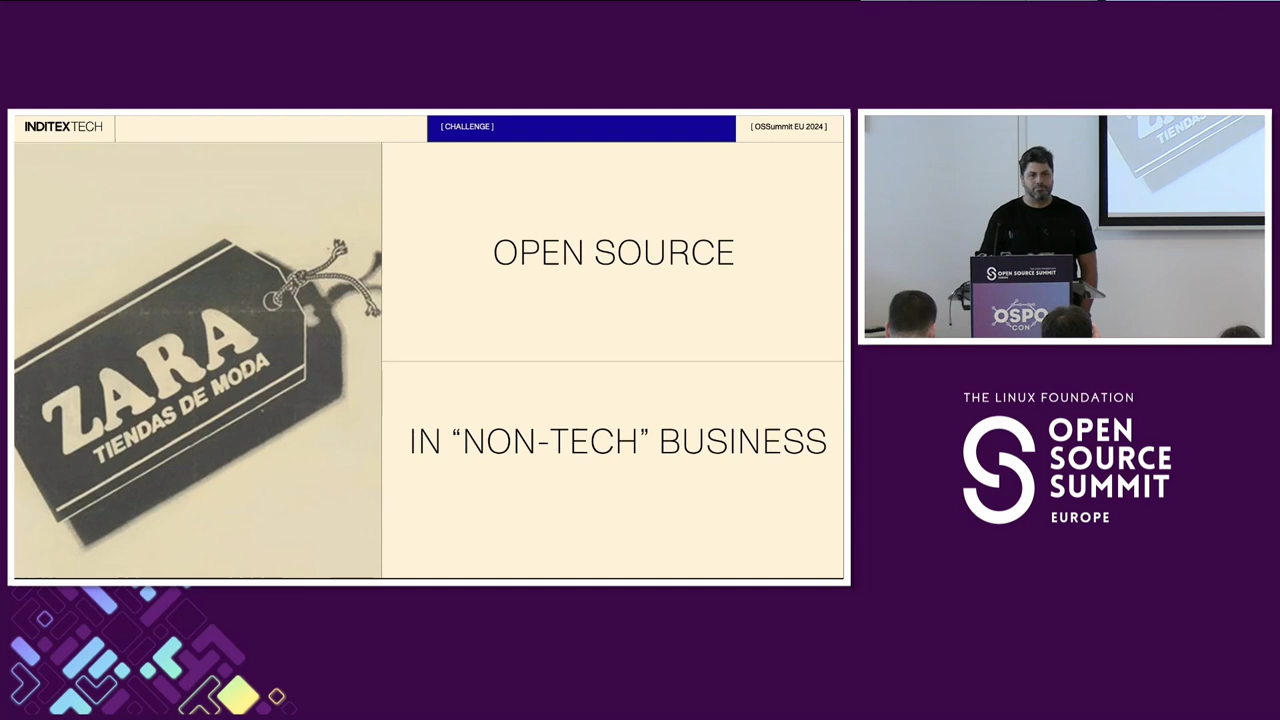 INDITEXTECH
[ CHALLENGE ]
[ OSSummit EU 2024 ]
ZARA
TIENDAS DE MODA
OPEN SOURCE
IN “NON-TECH” BUSINESS
TIENDAS
OPEN SOURCE SUMMIT
OSPO
CON
THE LINUX FOUNDATION
OPEN
SOURCE
SUMMIT
EUROPE